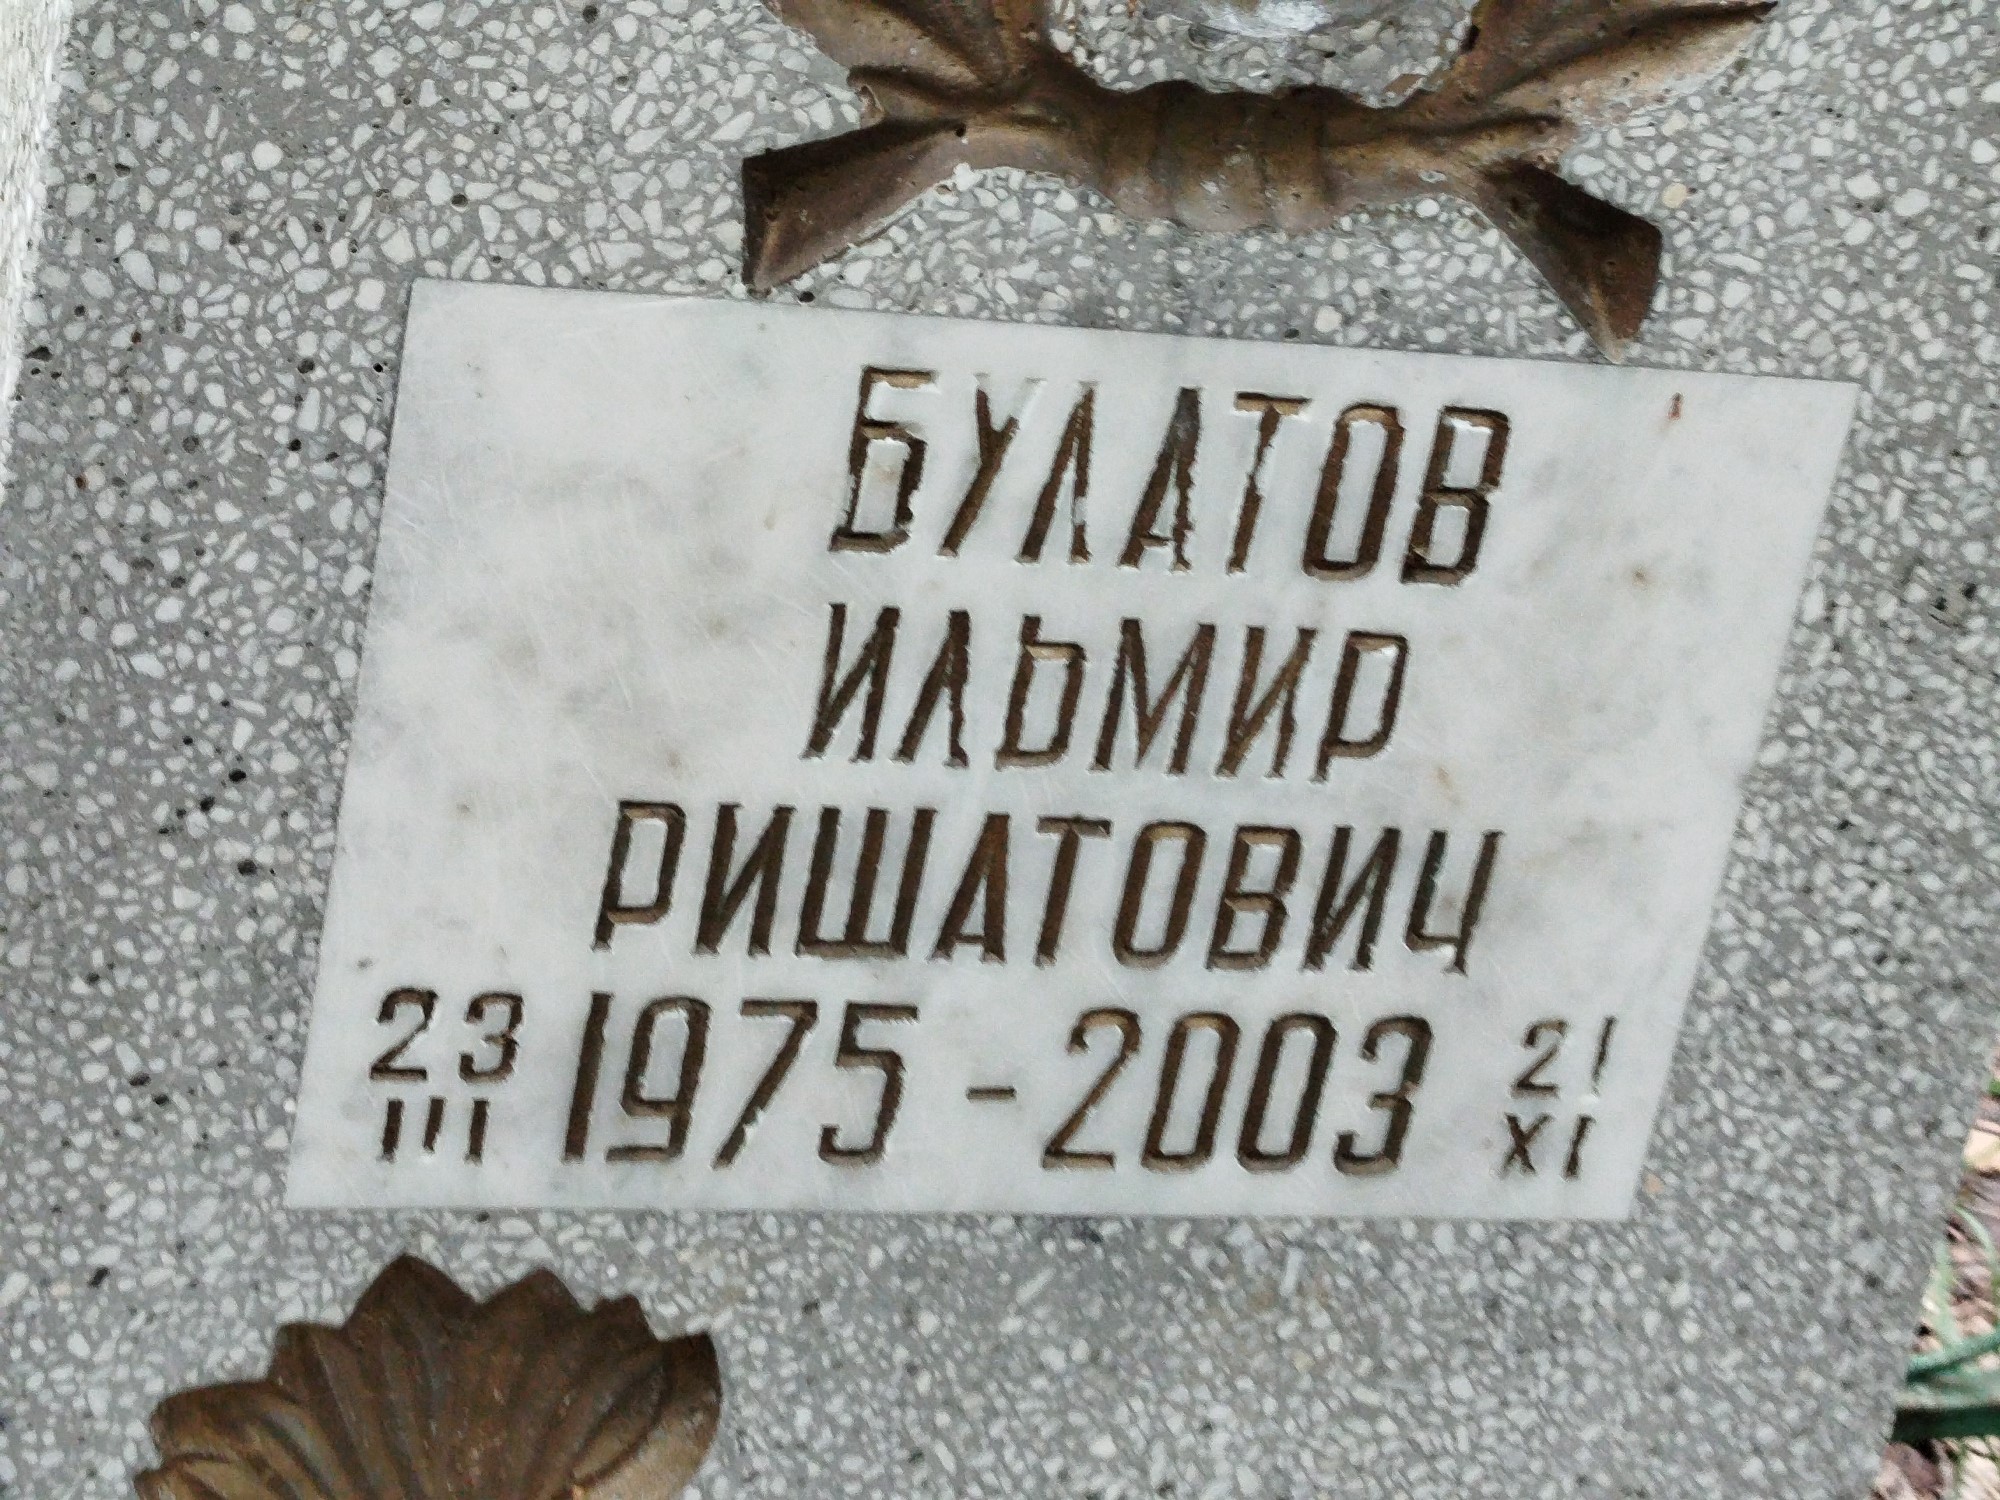 БУЛАТОВ
ИЛЬМИР
РИШАТОВИЧ
23 III 1975 - 2003 21 XI